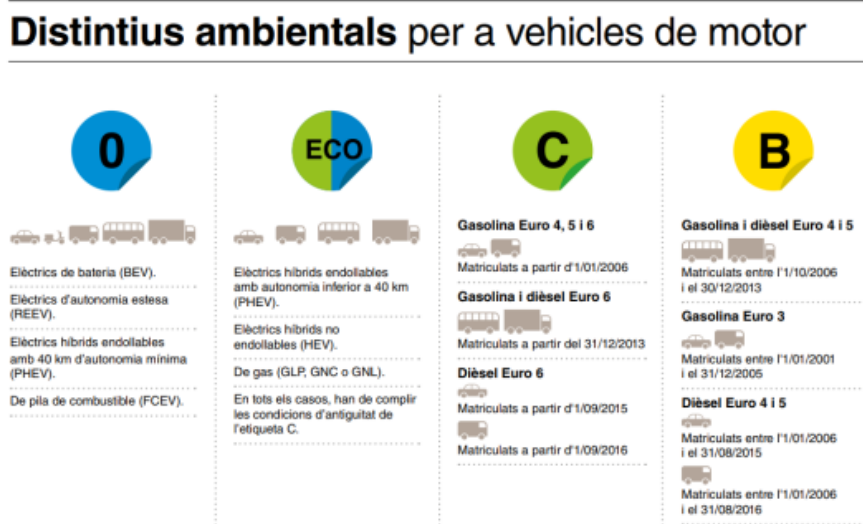 Distintius ambientals per a vehicles de motor
0
Elèctrics de bateria (BEV).
Elèctrics d'autonomia estesa
(REEV).
Elèctrics híbrids endollables
amb 40 km d'autonomia mínima
(PHEV).
De pila de combustible (FCEV).
ECO
Elèctrics híbrids endollables
amb autonomia inferior a 40 km
(PHEV).
Elèctrics híbrids no
endollables (HEV).
De gas (GLP, GNC o GNL).
En tots els casos, han de complir
les condicions d'antiguitat de
l'etiqueta C.
C
Gasolina Euro 4, 5 i 6
Matriculats a partir d'1/01/2006
Gasolina i dièsel Euro 6
Matriculats a partir del 31/12/2013
Dièsel Euro 6
Matriculats a partir d'1/09/2015
Matriculats a partir d'1/09/2016
B
Gasolina i dièsel Euro 4 i 5
Matriculats entre l'1/10/2006
i el 30/12/2013
Gasolina Euro 3
Matriculats entre l'1/01/2001
i el 31/12/2005
Dièsel Euro 4 i 5
Matriculats entre l'1/01/2006
i el 31/08/2015
Matriculats entre l'1/01/2006
i el 31/08/2016